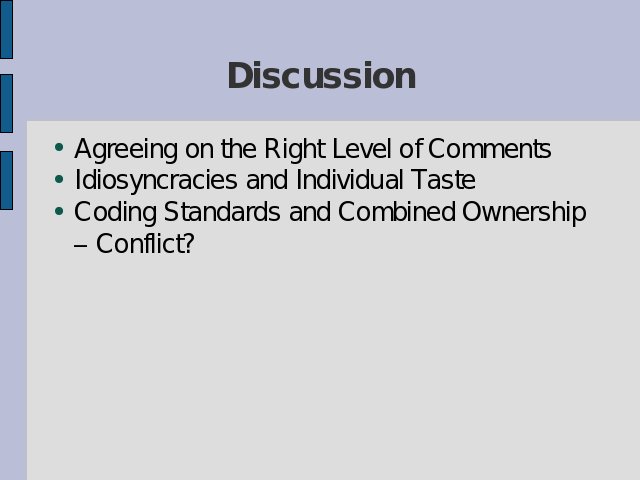 Discussion
• Agreeing on the Right Level of Comments
• Idiosyncracies and Individual Taste
• Coding Standards and Combined Ownership
– Conflict?